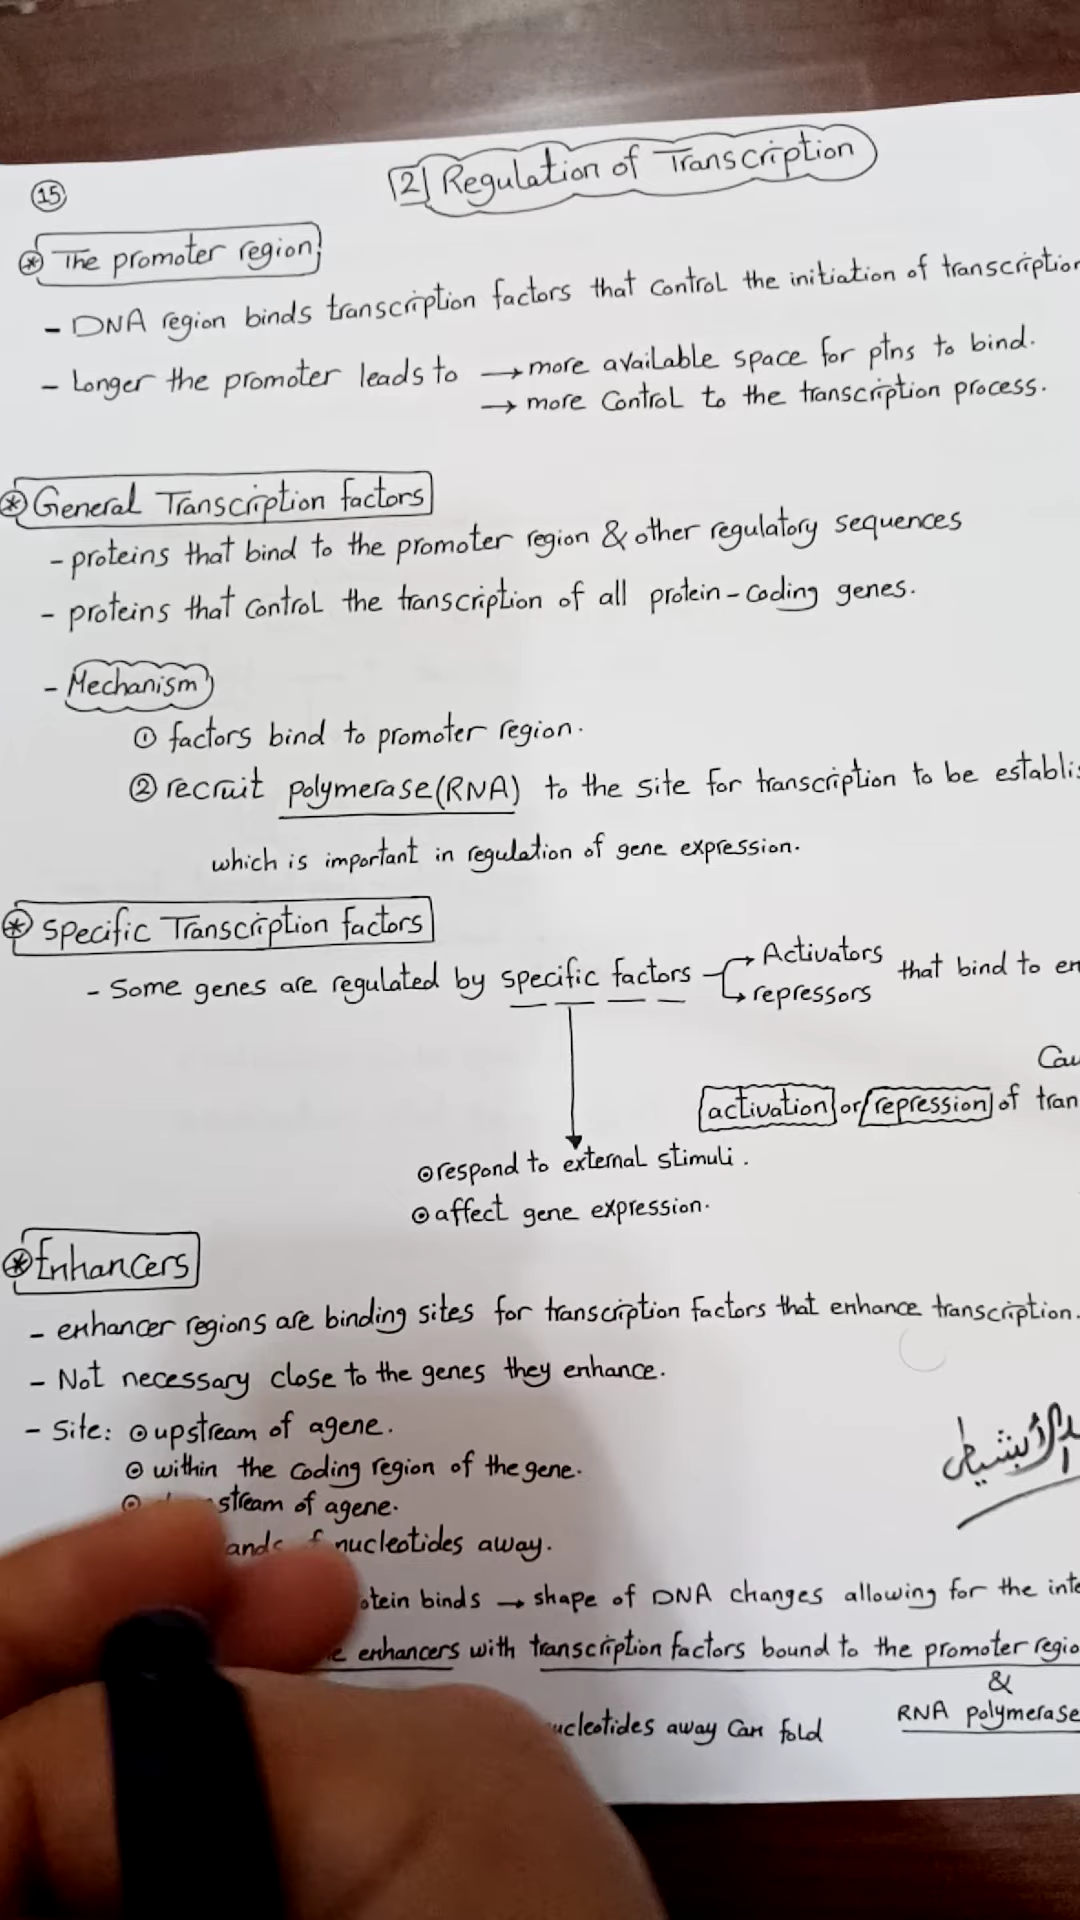 15
[2] Regulation of Transcription
* The promoter region
- DNA region binds transcription factors that control the initiation of transcription
- Longer the promoter leads to → more available space for ptns to bind.
→ more control to the transcription process.
* General Transcription factors
- proteins that bind to the promoter region & other regulatory sequences
- proteins that control the transcription of all protein-coding genes.
- Mechanism
① factors bind to promoter region.
② recruit polymerase(RNA) to the site for transcription to be establis
which is important in regulation of gene expression.
* Specific Transcription factors
- Some genes are regulated by specific factors → Activators that bind to en
→ repressors
Cau
activation or repression of tran
⊙ respond to external stimuli.
⊙ affect gene expression.
* Enhancers
- enhancer regions are binding sites for transcription factors that enhance transcription.
- Not necessary close to the genes they enhance.
- Site: ⊙ upstream of agene.
⊙ within the coding region of the gene.
⊙ stream of agene.
ands nucleotides away.
otein binds → shape of DNA changes allowing for the inte
e enhancers with transcription factors bound to the promoter regio
&
ucleotides away can fold RNA polymerase